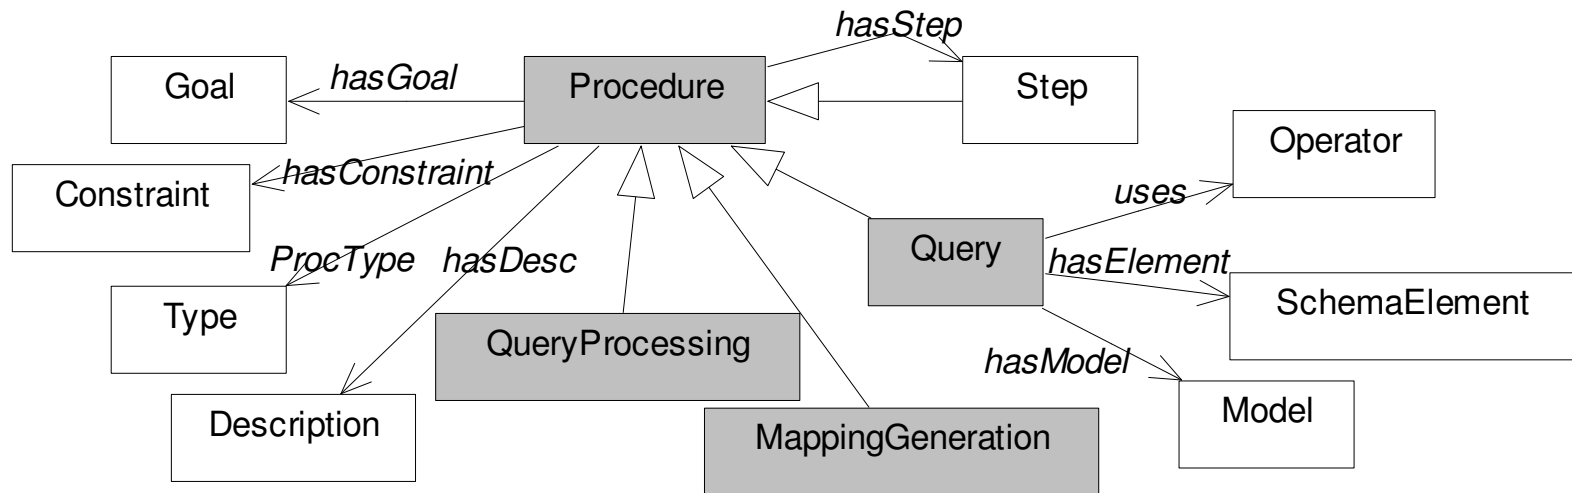 hasStep
Goal
hasGoal
Procedure
Step
Operator
Constraint
hasConstraint
uses
Query
hasElement
ProcType
hasDesc
SchemaElement
Type
QueryProcessing
hasModel
Description
MappingGeneration
Model